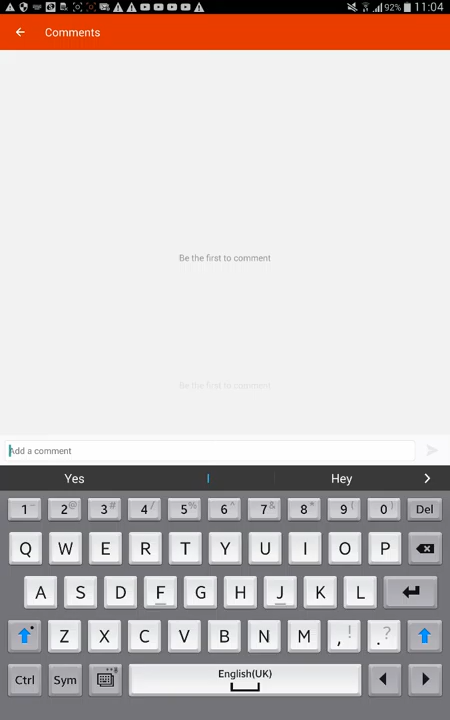 92% 11:04
Comments
Be the first to comment
Be the first to comment
Add a comment
Yes I Hey
1 2@ 3# 4/ 5% 6^ 7& 8* 9( 0) Del
Q W E R T Y U I O P
A S D F G H J K L
Z X C V B N M ,! .?
Ctrl Sym English(UK)